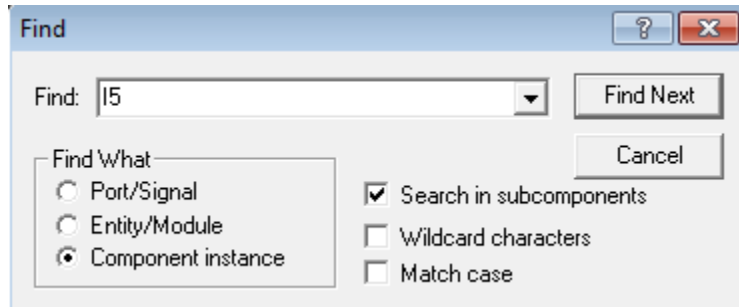 Find
Find: I5
Find Next
Cancel
Find What
Port/Signal
Entity/Module
Component instance
Search in subcomponents
Wildcard characters
Match case